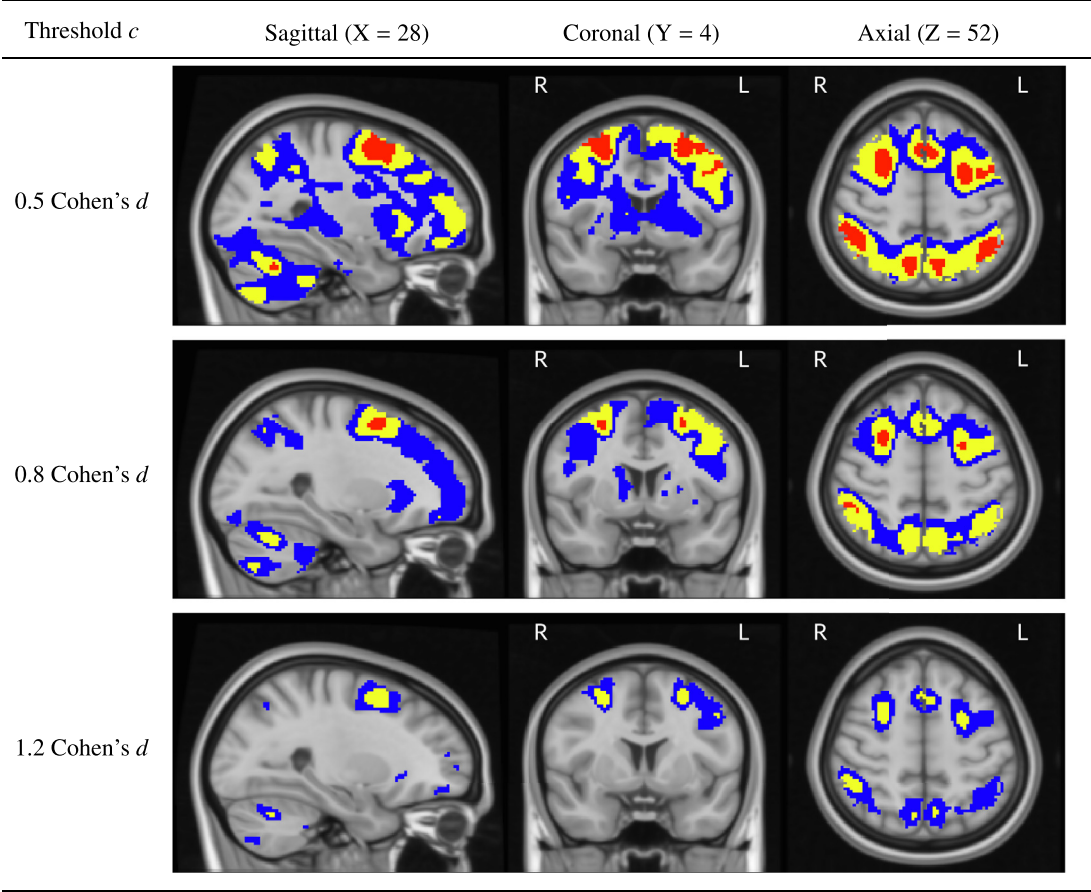 Threshold c Sagittal (X = 28) Coronal (Y = 4) Axial (Z = 52)
R L R L
0.5 Cohen's d
R L R L
0.8 Cohen's d
R L R L
1.2 Cohen's d